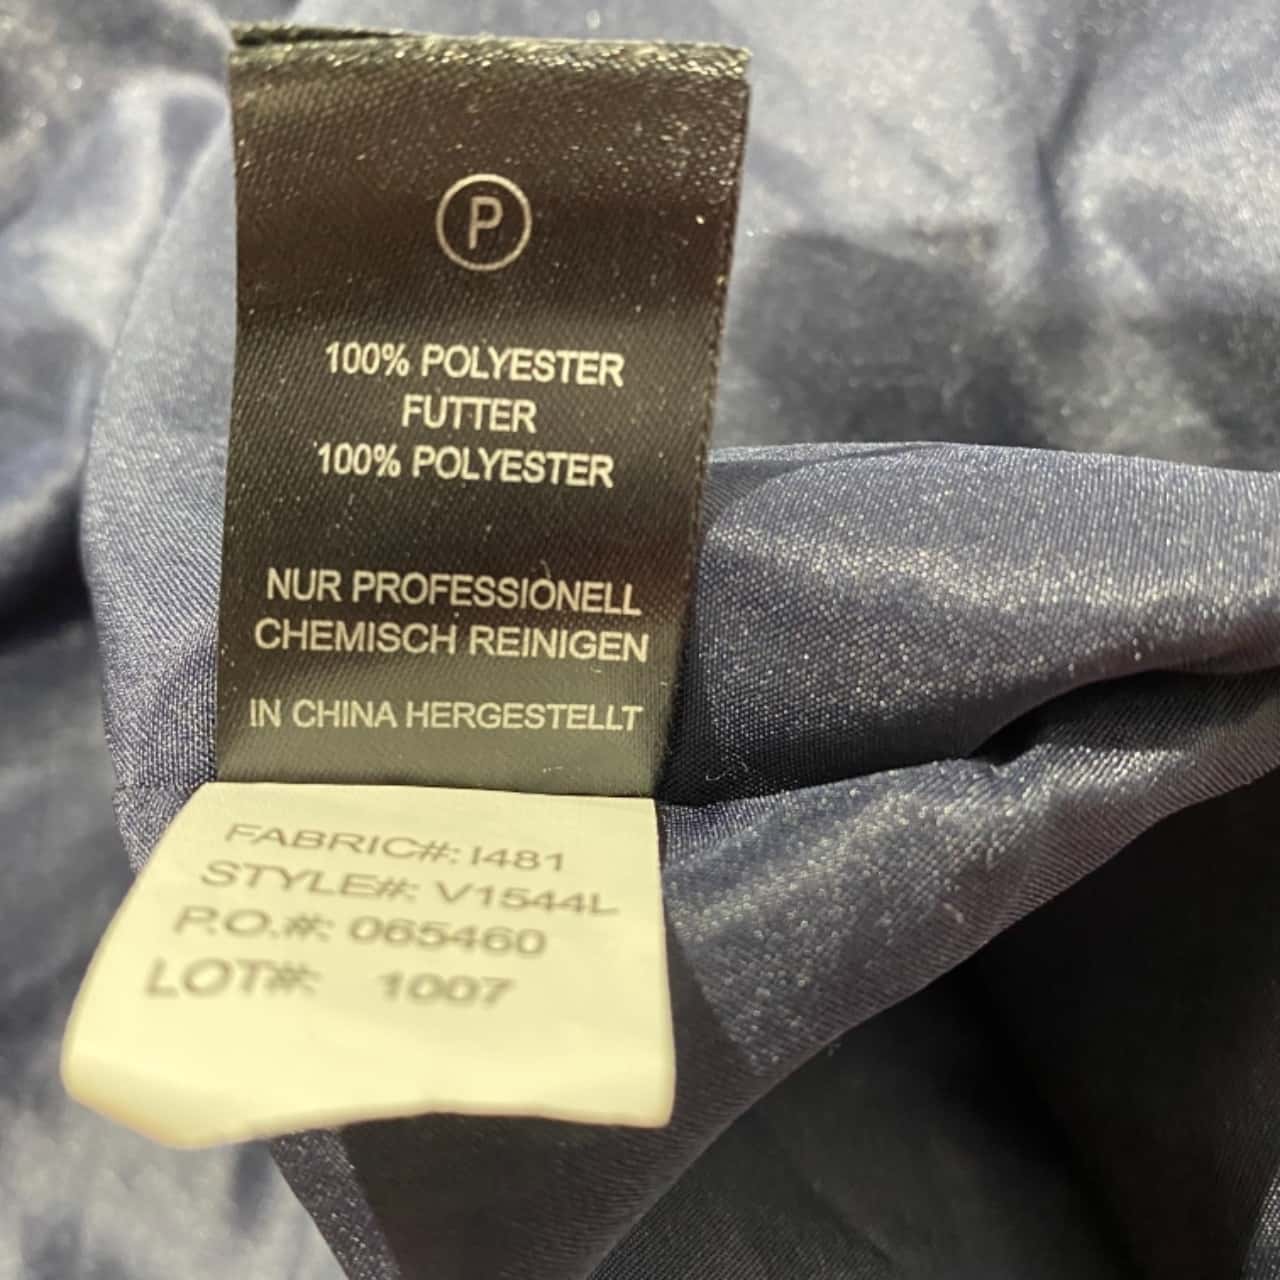 P
100% POLYESTER
FUTTER
100% POLYESTER
NUR PROFESSIONELL
CHEMISCH REINIGEN
IN CHINA HERGESTELLT
FABRIC#: I481
STYLE#: V1544L
P.O.#: 065460
LOT#: 1007